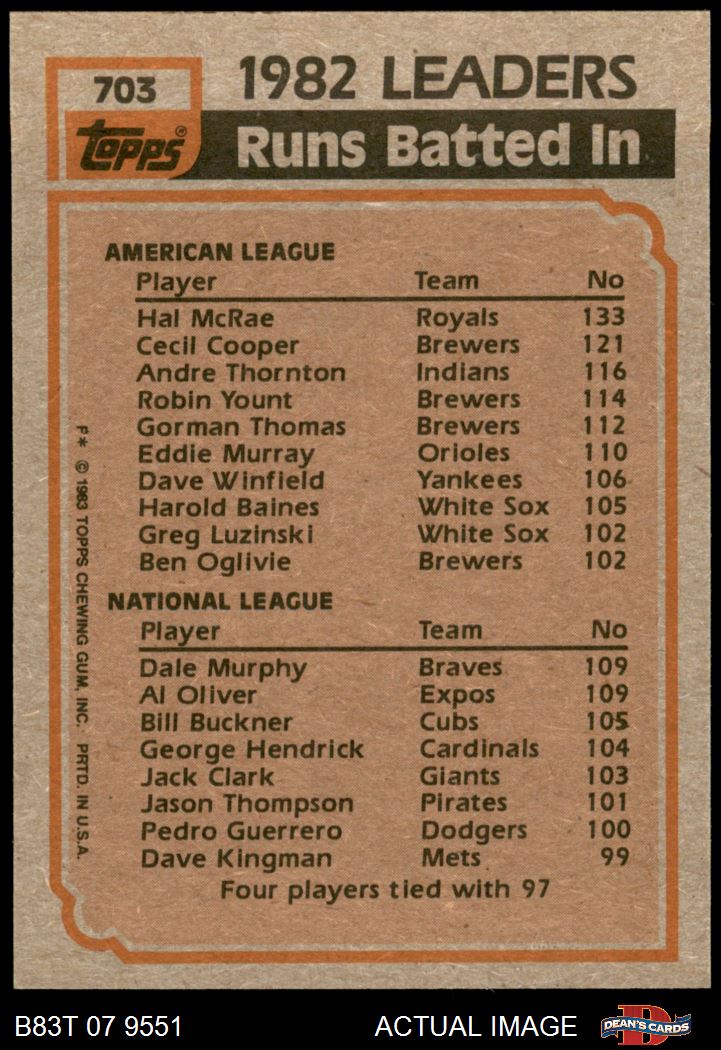 703
1982 LEADERS
Topps®
Runs Batted In
AMERICAN LEAGUE
Player Team No
Hal McRae Royals 133
Cecil Cooper Brewers 121
Andre Thornton Indians 116
Robin Yount Brewers 114
Gorman Thomas Brewers 112
Eddie Murray Orioles 110
Dave Winfield Yankees 106
Harold Baines White Sox 105
Greg Luzinski White Sox 102
Ben Oglivie Brewers 102
NATIONAL LEAGUE
Player Team No
Dale Murphy Braves 109
Al Oliver Expos 109
Bill Buckner Cubs 105
George Hendrick Cardinals 104
Jack Clark Giants 103
Jason Thompson Pirates 101
Pedro Guerrero Dodgers 100
Dave Kingman Mets 99
Four players tied with 97
F* © 1983 TOPPS CHEWING GUM, INC. PRTD. IN U.S.A.
B83T 07 9551 ACTUAL IMAGE
D
DEAN'S CARDS